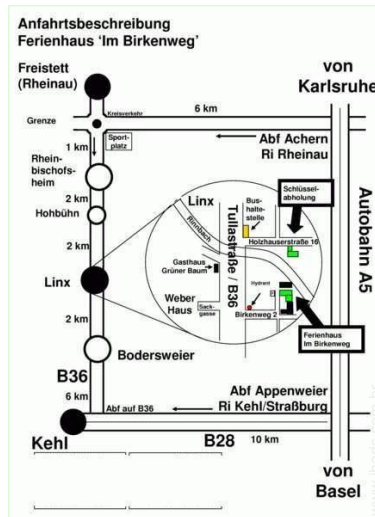 Anfahrtsbeschreibung
Ferienhaus 'Im Birkenweg'
Freistett
(Rheinau)
von
Karlsruhe
Kreisverkehr
6 km
Grenze
Sport-
platz
1 km
Abf Achern
Ri Rheinau
Rhein-
bischofs-
heim
2 km
Hohbühn
2 km
Linx
2 km
Bodersweier
B36
6 km
Linx
Rinnbach
Tullastraße / B36
Bus-
halte-
stelle
Schlüssel-
abholung
Holzhauserstraße 16
Gasthaus
Grüner Baum
Weber
Haus
Sack-
gasse
Hydrant
Birkenweg 2
Ferienhaus
Im Birkenweg
Autobahn A5
Abf Appenweier
Ri Kehl/Straßburg
Abf auf B36
Kehl
B28
10 km
von
Basel